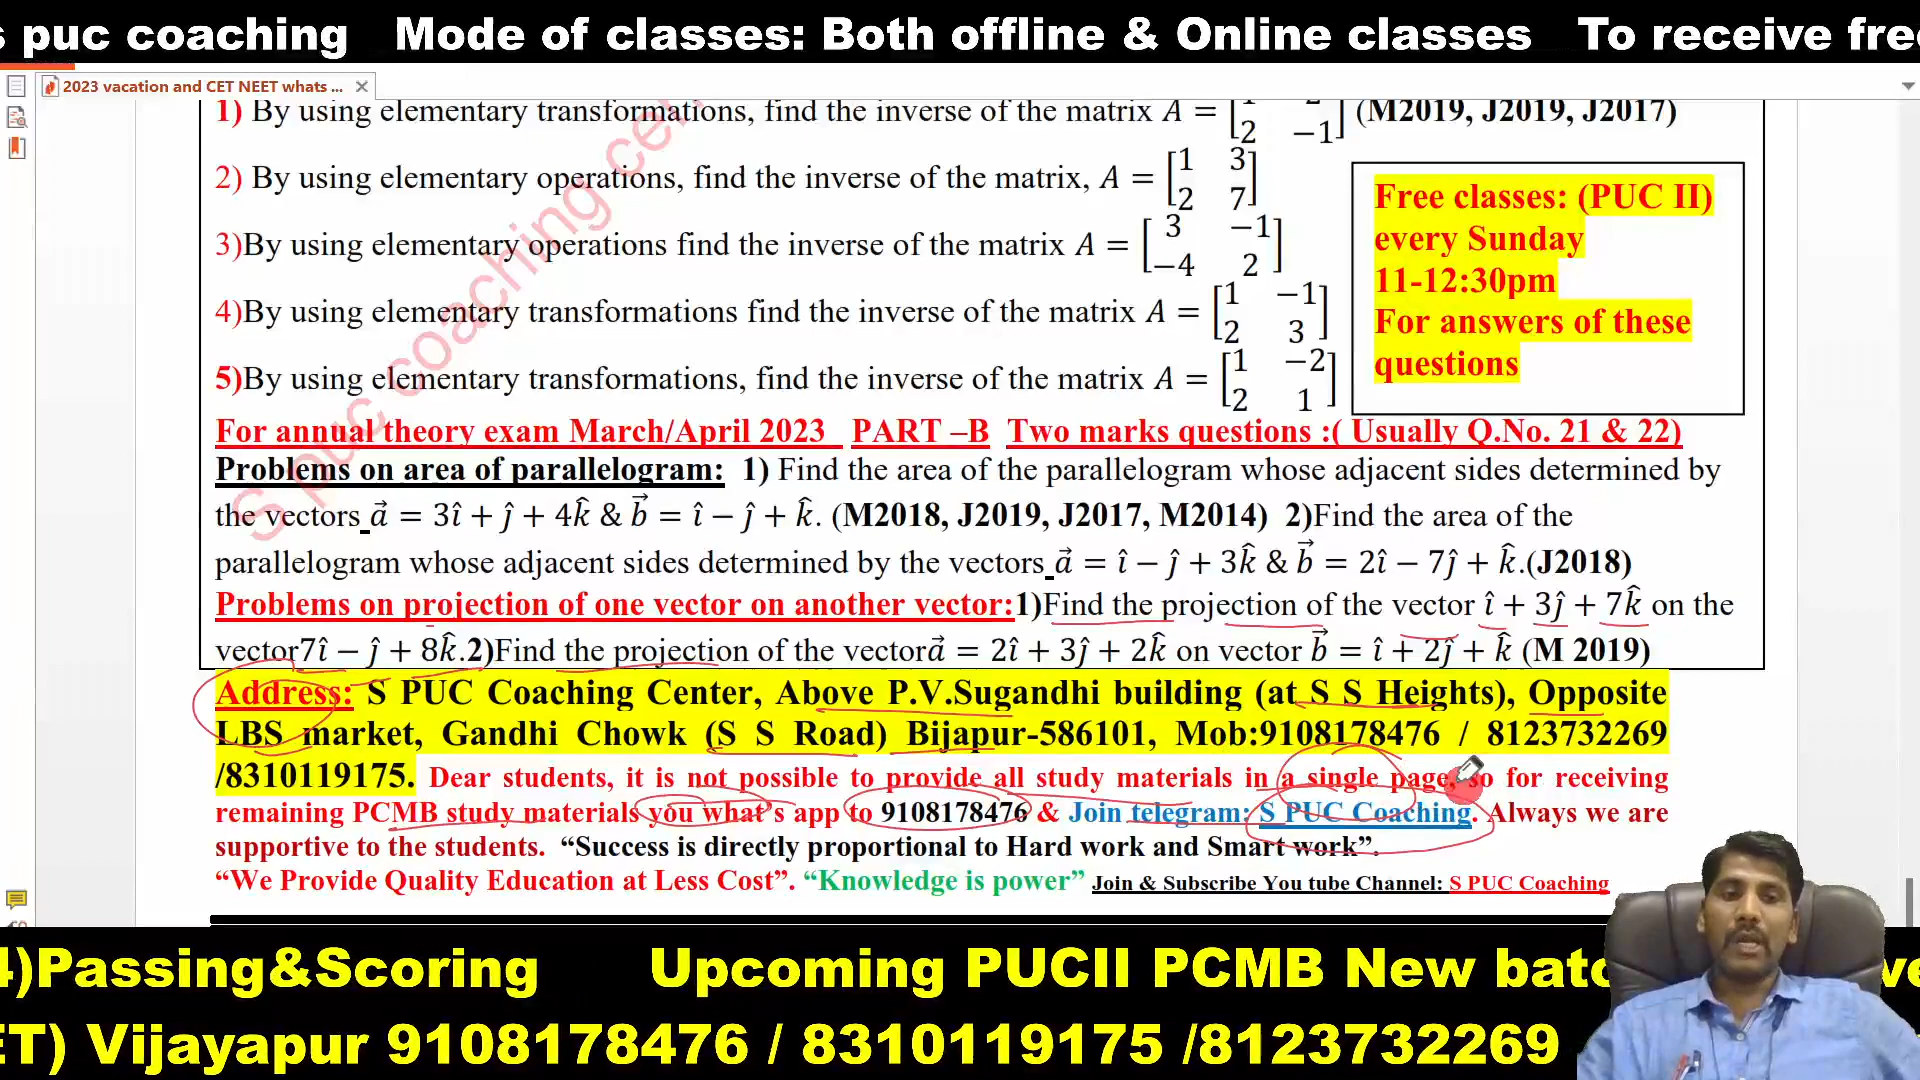 s puc coaching Mode of classes: Both offline & Online classes To receive free
2023 vacation and CET NEET whats ...
1) By using elementary transformations, find the inverse of the matrix A = [ 2 −1] (M2019, J2019, J2017)
2) By using elementary operations, find the inverse of the matrix, A = [1 3 2 7]
3)By using elementary operations find the inverse of the matrix A = [3 −1 −4 2]
4)By using elementary transformations find the inverse of the matrix A = [1 −1 2 3]
5)By using elementary transformations, find the inverse of the matrix A = [1 −2 2 1]
Free classes: (PUC II)
every Sunday
11-12:30pm
For answers of these
questions
S puc coaching cen
For annual theory exam March/April 2023 PART –B Two marks questions :( Usually Q.No. 21 & 22)
Problems on area of parallelogram: 1) Find the area of the parallelogram whose adjacent sides determined by
the vectors a⃗ = 3î + ĵ + 4k̂ & b⃗ = î − ĵ + k̂. (M2018, J2019, J2017, M2014) 2)Find the area of the
parallelogram whose adjacent sides determined by the vectors a⃗ = î − ĵ + 3k̂ & b⃗ = 2î − 7ĵ + k̂.(J2018)
Problems on projection of one vector on another vector:1)Find the projection of the vector î + 3ĵ + 7k̂ on the
vector7î − ĵ + 8k̂.2)Find the projection of the vectora⃗ = 2î + 3ĵ + 2k̂ on vector b⃗ = î + 2ĵ + k̂ (M 2019)
Address: S PUC Coaching Center, Above P.V.Sugandhi building (at S S Heights), Opposite
LBS market, Gandhi Chowk (S S Road) Bijapur-586101, Mob:9108178476 / 8123732269
/8310119175. Dear students, it is not possible to provide all study materials in a single page, so for receiving
remaining PCMB study materials you what's app to 9108178476 & Join telegram: S PUC Coaching. Always we are
supportive to the students. “Success is directly proportional to Hard work and Smart work”.
“We Provide Quality Education at Less Cost”. “Knowledge is power” Join & Subscribe You tube Channel: S PUC Coaching
4)Passing&Scoring Upcoming PUCII PCMB New batc ve
ET) Vijayapur 9108178476 / 8310119175 /8123732269